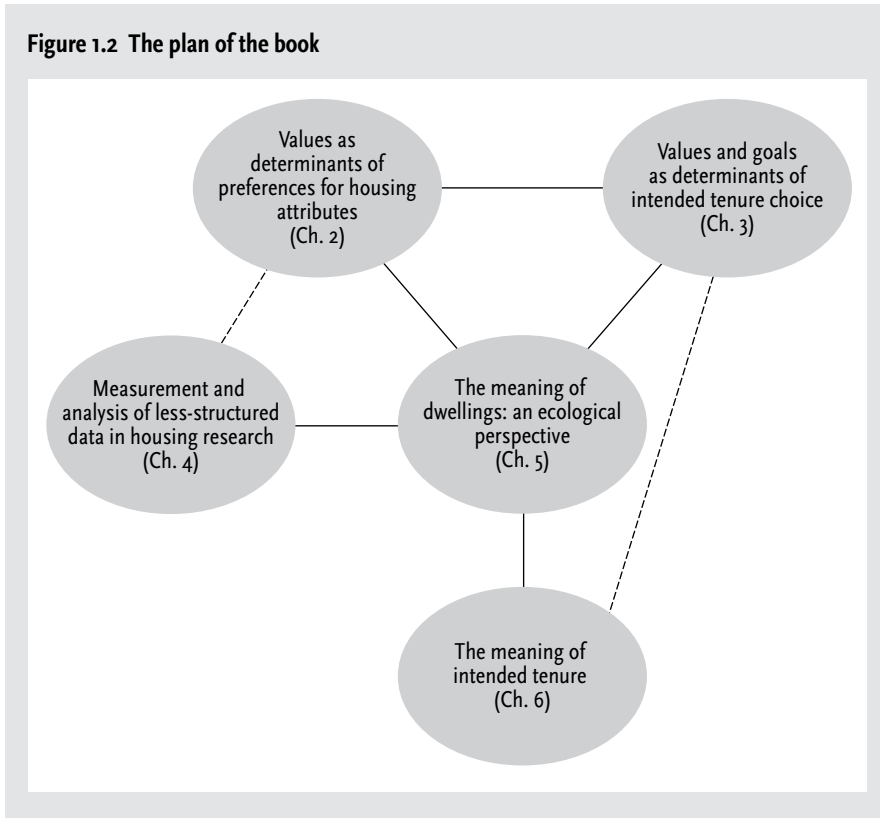 Figure 1.2 The plan of the book
Values as
determinants of
preferences for housing
attributes
(Ch. 2)
Values and goals
as determinants of
intended tenure choice
(Ch. 3)
Measurement and
analysis of less-structured
data in housing research
(Ch. 4)
The meaning of
dwellings: an ecological
perspective
(Ch. 5)
The meaning of
intended tenure
(Ch. 6)